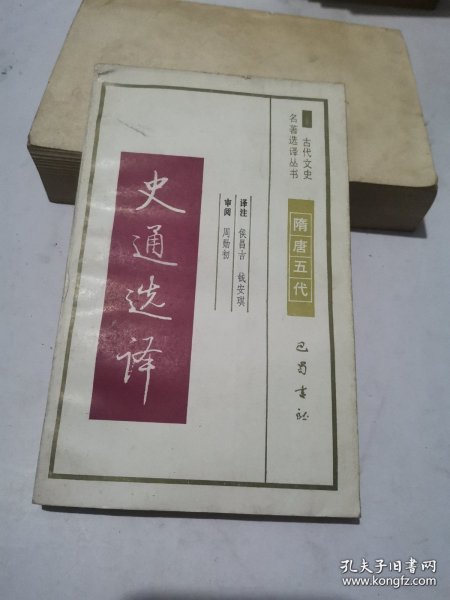 古代文史
名著选译丛书
隋唐五代
巴蜀书社
译注 侯昌吉 钱安琪
审阅 周勋初
史通选译
孔夫子旧书网
www.kongfz.com